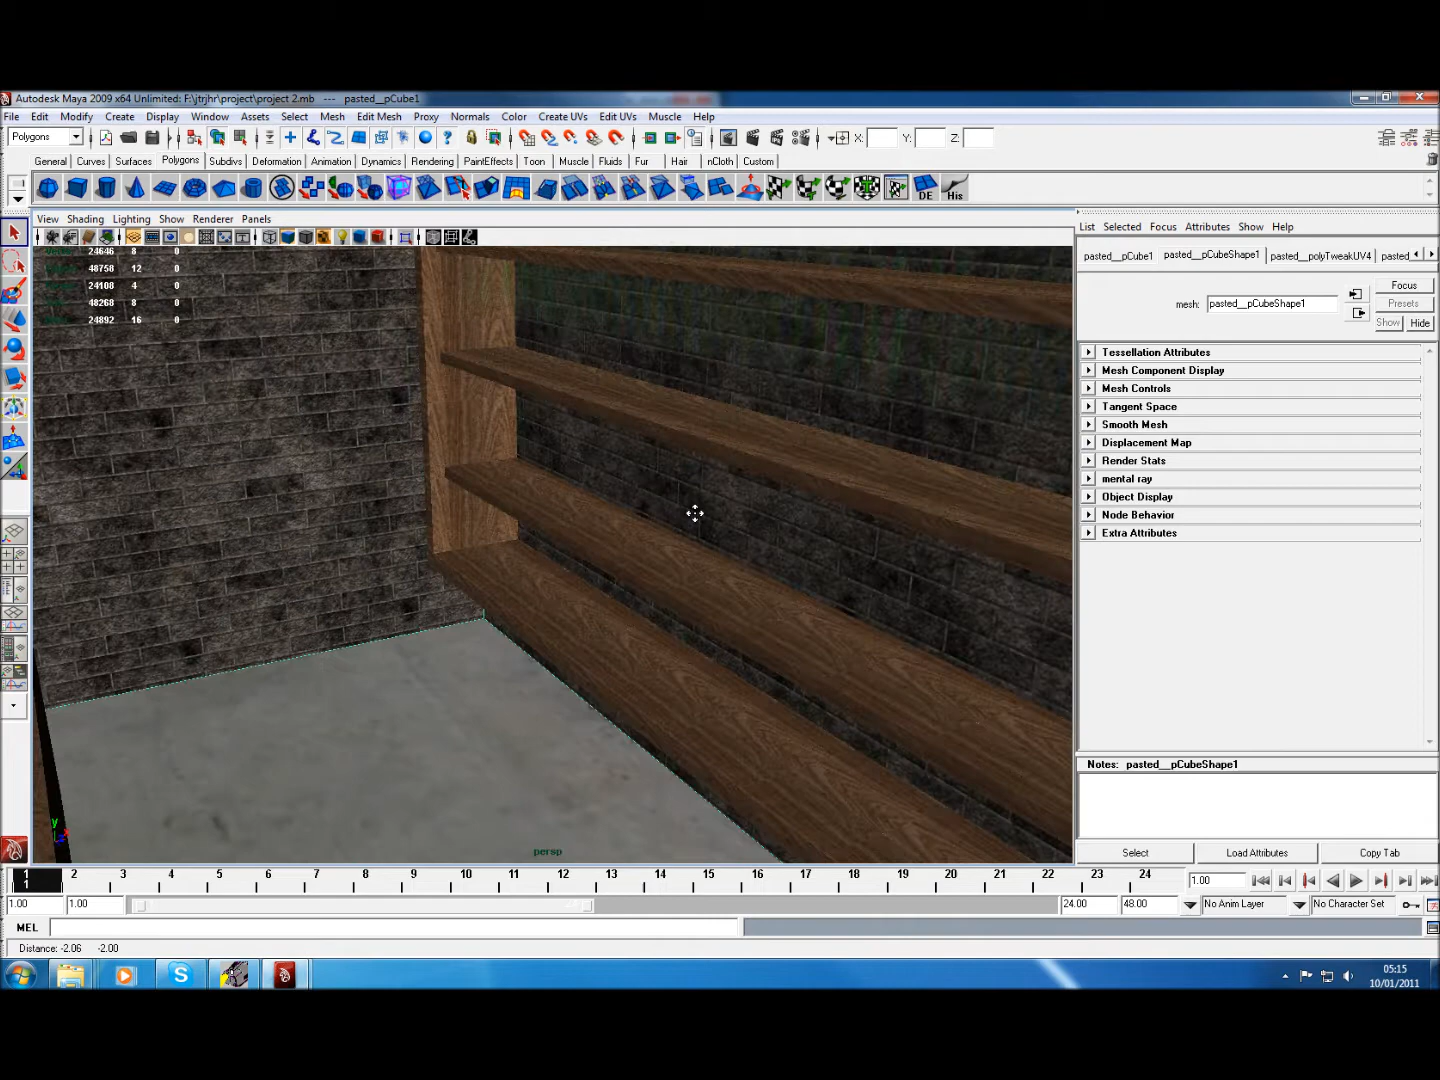 Autodesk Maya 2009 x64 Unlimited: F:\jtrjhr\project\project 2.mb --- pasted__pCube1
File Edit Modify Create Display Window Assets Select Mesh Edit Mesh Proxy Normals Color Create UVs Edit UVs Muscle Help
Polygons X: Y: Z:
General Curves Surfaces Polygons Subdivs Deformation Animation Dynamics Rendering PaintEffects Toon Muscle Fluids Fur Hair nCloth Custom
DE His
View Shading Lighting Show Renderer Panels
List Selected Focus Attributes Show Help
24646 8 0
48758 12 0
24108 4 0
48268 8 0
24892 16 0
pasted__pCube1 pasted__pCubeShape1 pasted__polyTweakUV4 pasted_
Focus
mesh: pasted__pCubeShape1 Presets
Show Hide
Tessellation Attributes
Mesh Component Display
Mesh Controls
Tangent Space
Smooth Mesh
Displacement Map
Render Stats
mental ray
Object Display
Node Behavior
Extra Attributes
Notes: pasted__pCubeShape1
y
persp
Select Load Attributes Copy Tab
1 2 3 4 5 6 7 8 9 10 11 12 13 14 15 16 17 18 19 20 21 22 23 24
1 1.00
1.00 1.00 24.00 48.00 No Anim Layer No Character Set
MEL
Distance: -2.06 -2.00
05:15
10/01/2011